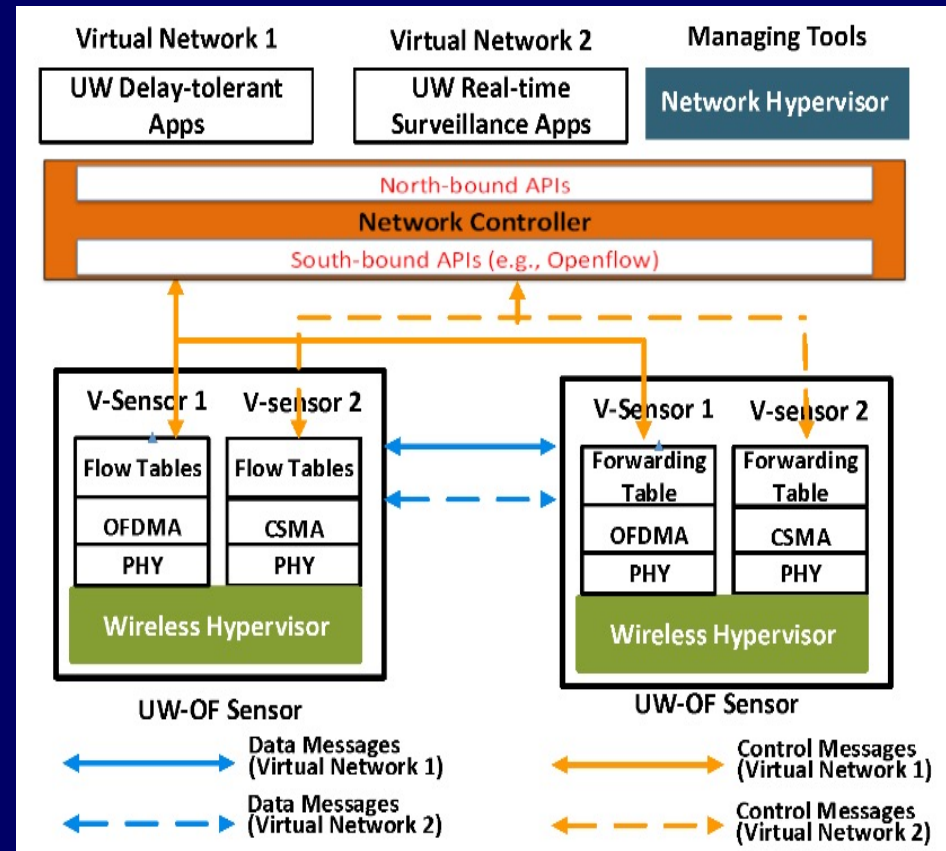 Virtual Network 1
Virtual Network 2
Managing Tools
UW Delay-tolerant
Apps
UW Real-time
Surveillance Apps
Network Hypervisor
North-bound APIs
Network Controller
South-bound APIs (e.g., Openflow)
V-Sensor 1
V-sensor 2
Flow Tables
Flow Tables
OFDMA
CSMA
PHY
PHY
Wireless Hypervisor
UW-OF Sensor
V-Sensor 1
V-sensor 2
Forwarding
Table
Forwarding
Table
OFDMA
CSMA
PHY
PHY
Wireless Hypervisor
UW-OF Sensor
Data Messages
(Virtual Network 1)
Control Messages
(Virtual Network 1)
Data Messages
(Virtual Network 2)
Control Messages
(Virtual Network 2)